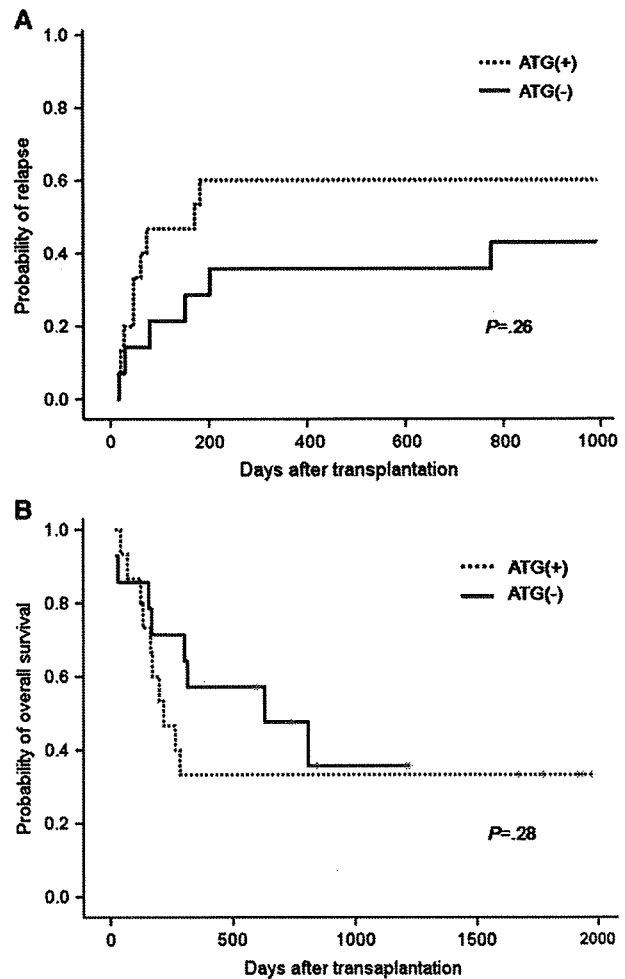 A
1.0
0.8
0.6
0.4
0.2
0.0
Probability of relapse
ATG(+)
ATG(-)
P=.26
0 200 400 600 800 1000
Days after transplantation
B
1.0
0.8
0.6
0.4
0.2
0.0
Probability of overall survival
ATG(+)
ATG(-)
P=.28
0 500 1000 1500 2000
Days after transaplantation